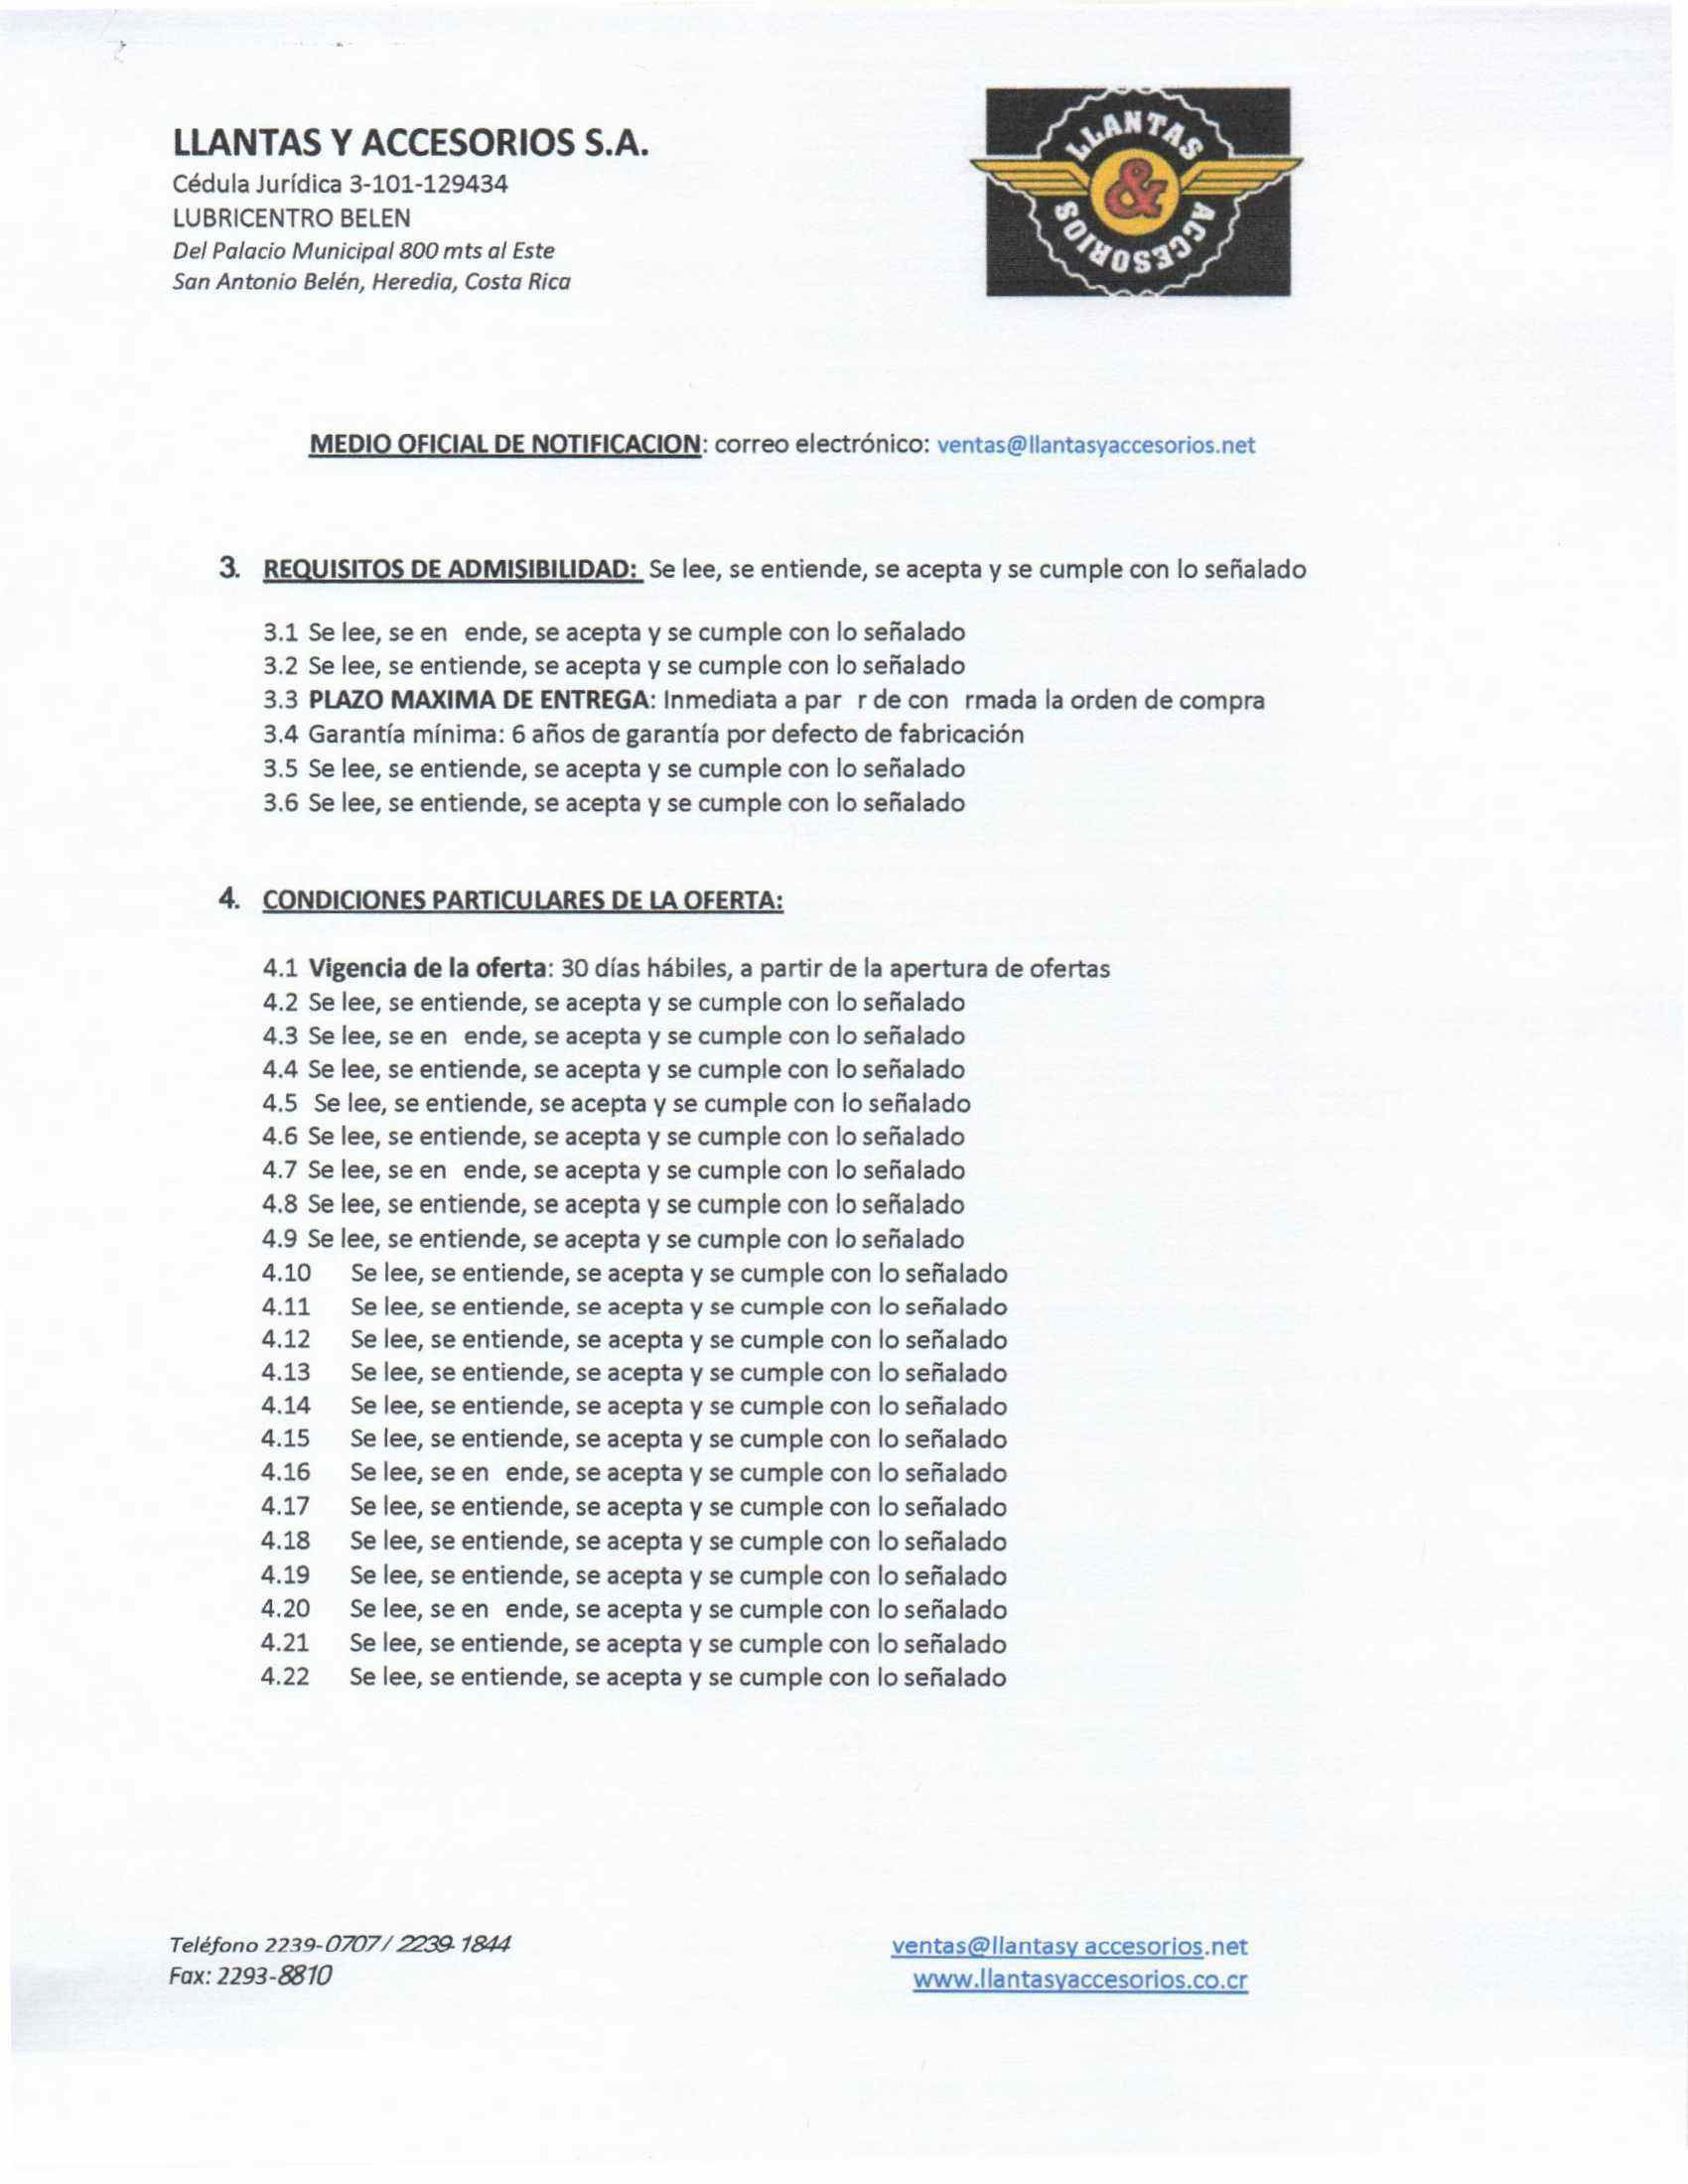 LLANTAS Y ACCESORIOS S.A.
Cédula Jurídica 3-101-129434
LUBRICENTRO BELEN
Del Palacio Municipal 800 mts al Este
San Antonio Belén, Heredia, Costa Rica
LLANTAS
&
ACCESORIOS
MEDIO OFICIAL DE NOTIFICACION: correo electrónico: ventas@llantasyaccesorios.net
3. REQUISITOS DE ADMISIBILIDAD: Se lee, se entiende, se acepta y se cumple con lo señalado
3.1 Se lee, se en ende, se acepta y se cumple con lo señalado
3.2 Se lee, se entiende, se acepta y se cumple con lo señalado
3.3 PLAZO MAXIMA DE ENTREGA: Inmediata a par r de con rmada la orden de compra
3.4 Garantía mínima: 6 años de garantía por defecto de fabricación
3.5 Se lee, se entiende, se acepta y se cumple con lo señalado
3.6 Se lee, se entiende, se acepta y se cumple con lo señalado
4. CONDICIONES PARTICULARES DE LA OFERTA:
4.1 Vigencia de la oferta: 30 días hábiles, a partir de la apertura de ofertas
4.2 Se lee, se entiende, se acepta y se cumple con lo señalado
4.3 Se lee, se en ende, se acepta y se cumple con lo señalado
4.4 Se lee, se entiende, se acepta y se cumple con lo señalado
4.5 Se lee, se entiende, se acepta y se cumple con lo señalado
4.6 Se lee, se entiende, se acepta y se cumple con lo señalado
4.7 Se lee, se en ende, se acepta y se cumple con lo señalado
4.8 Se lee, se entiende, se acepta y se cumple con lo señalado
4.9 Se lee, se entiende, se acepta y se cumple con lo señalado
4.10 Se lee, se entiende, se acepta y se cumple con lo señalado
4.11 Se lee, se entiende, se acepta y se cumple con lo señalado
4.12 Se lee, se entiende, se acepta y se cumple con lo señalado
4.13 Se lee, se entiende, se acepta y se cumple con lo señalado
4.14 Se lee, se entiende, se acepta y se cumple con lo señalado
4.15 Se lee, se entiende, se acepta y se cumple con lo señalado
4.16 Se lee, se en ende, se acepta y se cumple con lo señalado
4.17 Se lee, se entiende, se acepta y se cumple con lo señalado
4.18 Se lee, se entiende, se acepta y se cumple con lo señalado
4.19 Se lee, se entiende, se acepta y se cumple con lo señalado
4.20 Se lee, se en ende, se acepta y se cumple con lo señalado
4.21 Se lee, se entiende, se acepta y se cumple con lo señalado
4.22 Se lee, se entiende, se acepta y se cumple con lo señalado
Teléfono 2239-0707/ 2239-1844
Fax: 2293-8810
ventas@llantasy accesorios.net
www.llantasyaccesorios.co.cr